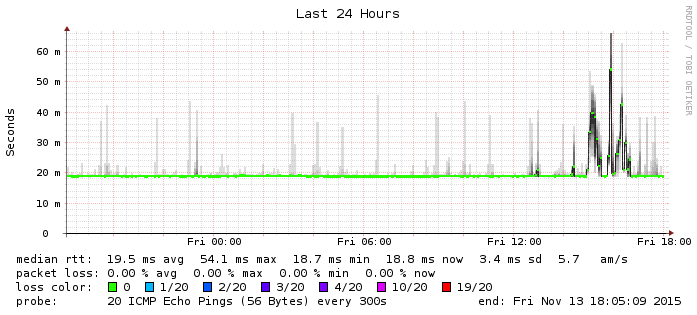 Last 24 Hours
RRDTOOL / TOBI OETIKER
Seconds
60 m
50 m
40 m
30 m
20 m
10 m
0
Fri 00:00 Fri 06:00 Fri 12:00 Fri 18:00
median rtt: 19.5 ms avg 54.1 ms max 18.7 ms min 18.8 ms now 3.4 ms sd 5.7 am/s
packet loss: 0.00 % avg 0.00 % max 0.00 % min 0.00 % now
loss color: 0 1/20 2/20 3/20 4/20 10/20 19/20
probe: 20 ICMP Echo Pings (56 Bytes) every 300s end: Fri Nov 13 18:05:09 2015